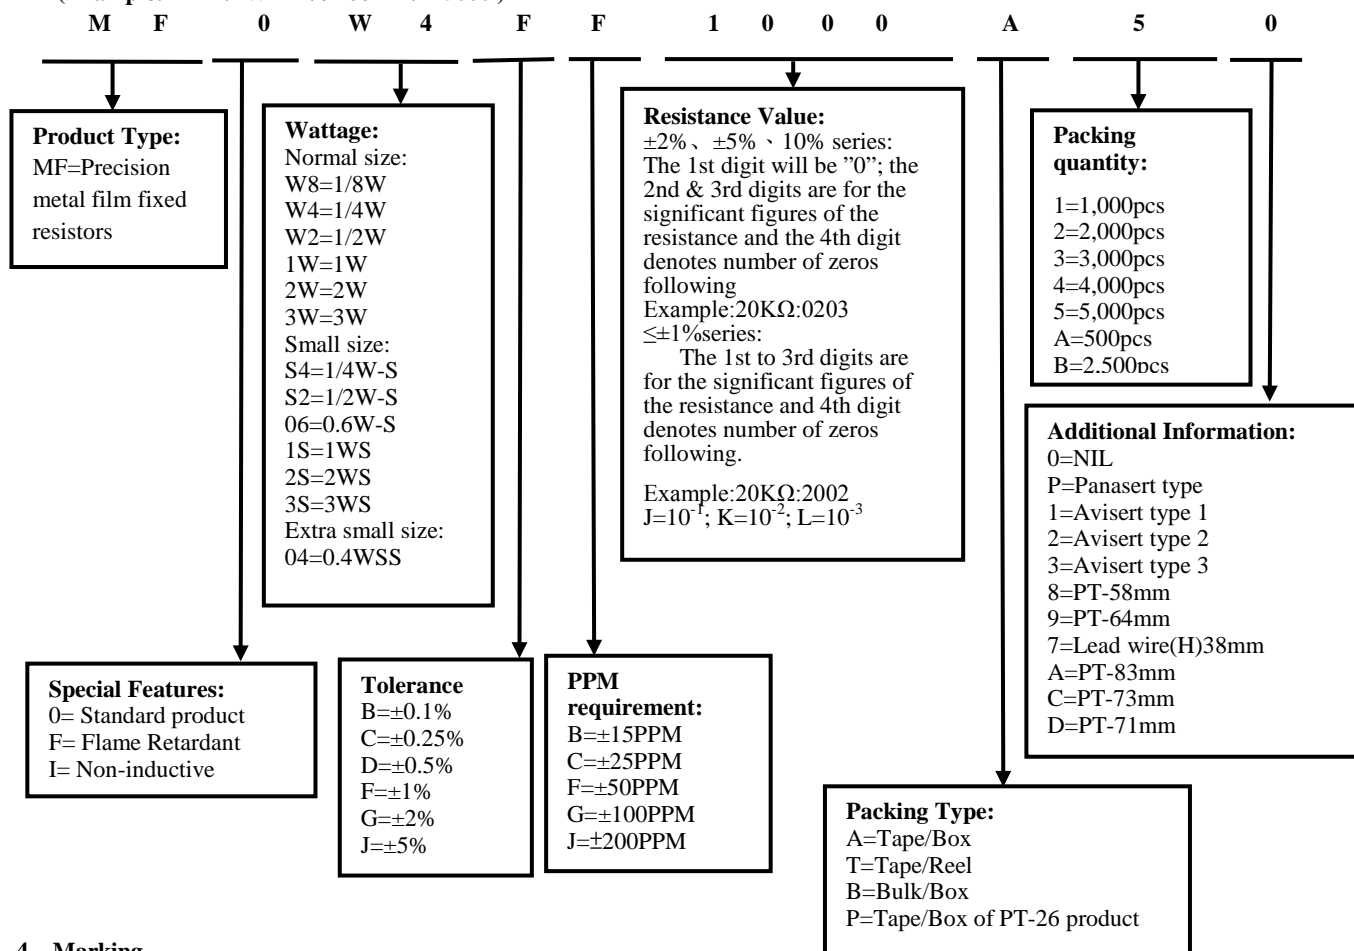 M F 0 W 4 F F 1 0 0 0 A 5 0
Product Type:
MF=Precision
metal film fixed
resistors
Wattage:
Normal size:
W8=1/8W
W4=1/4W
W2=1/2W
1W=1W
2W=2W
3W=3W
Small size:
S4=1/4W-S
S2=1/2W-S
06=0.6W-S
1S=1WS
2S=2WS
3S=3WS
Extra small size:
04=0.4WSS
Resistance Value:
±2%、±5%、10% series:
The 1st digit will be ”0”; the
2nd & 3rd digits are for the
significant figures of the
resistance and the 4th digit
denotes number of zeros
following
Example:20KΩ:0203
≤±1%series:
The 1st to 3rd digits are
for the significant figures of
the resistance and 4th digit
denotes number of zeros
following.
Example:20KΩ:2002
J=10⁻¹; K=10⁻²; L=10⁻³
Packing
quantity:
1=1,000pcs
2=2,000pcs
3=3,000pcs
4=4,000pcs
5=5,000pcs
A=500pcs
B=2,500pcs
Additional Information:
0=NIL
P=Panasert type
1=Avisert type 1
2=Avisert type 2
3=Avisert type 3
8=PT-58mm
9=PT-64mm
7=Lead wire(H)38mm
A=PT-83mm
C=PT-73mm
D=PT-71mm
Special Features:
0= Standard product
F= Flame Retardant
I= Non-inductive
Tolerance
B=±0.1%
C=±0.25%
D=±0.5%
F=±1%
G=±2%
J=±5%
PPM
requirement:
B=±15PPM
C=±25PPM
F=±50PPM
G=±100PPM
J=±200PPM
Packing Type:
A=Tape/Box
T=Tape/Reel
B=Bulk/Box
P=Tape/Box of PT-26 product
4 Marking